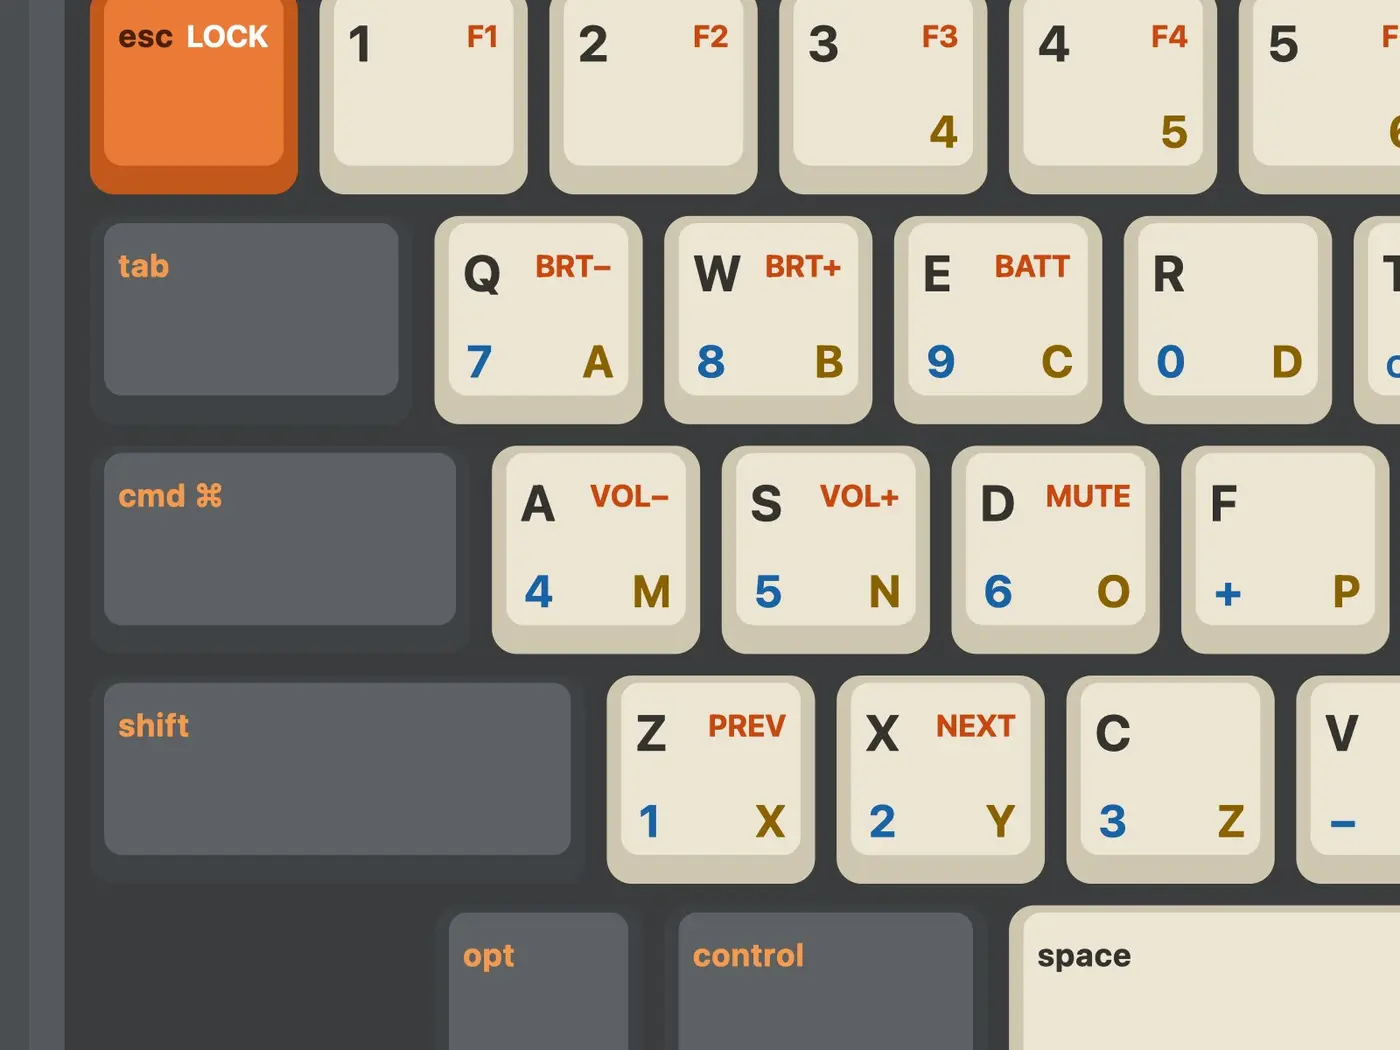 esc LOCK 1 F1 2 F2 3 F3 4 F4 5
4 5
tab Q BRT– W BRT+ E BATT R
7 A 8 B 9 C 0 D
cmd ⌘ A VOL– S VOL+ D MUTE F
4 M 5 N 6 O + P
shift Z PREV X NEXT C V
1 X 2 Y 3 Z –
opt control space